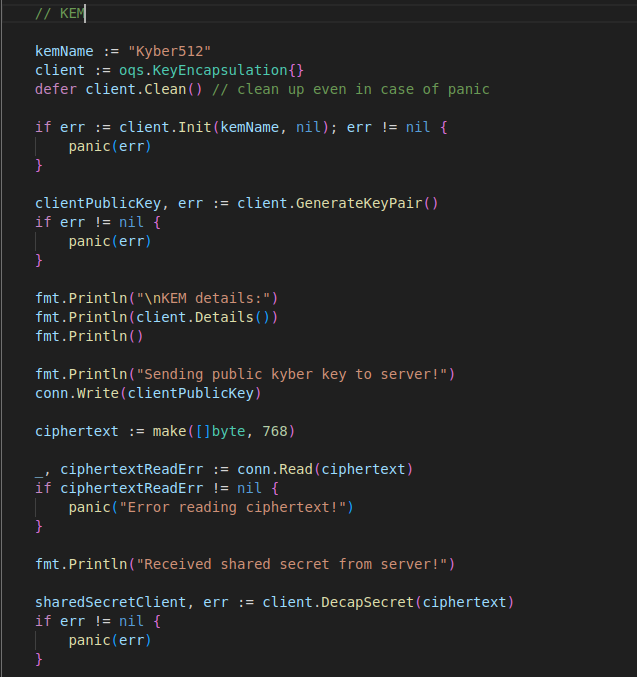 // KEM
kemName := "Kyber512"
client := oqs.KeyEncapsulation{}
defer client.Clean() // clean up even in case of panic
if err := client.Init(kemName, nil); err != nil {
    panic(err)
}
clientPublicKey, err := client.GenerateKeyPair()
if err != nil {
    panic(err)
}
fmt.Println("\nKEM details:")
fmt.Println(client.Details())
fmt.Println()
fmt.Println("Sending public kyber key to server!")
conn.Write(clientPublicKey)
ciphertext := make([]byte, 768)
_, ciphertextReadErr := conn.Read(ciphertext)
if ciphertextReadErr != nil {
    panic("Error reading ciphertext!")
}
fmt.Println("Received shared secret from server!")
sharedSecretClient, err := client.DecapSecret(ciphertext)
if err != nil {
    panic(err)
}